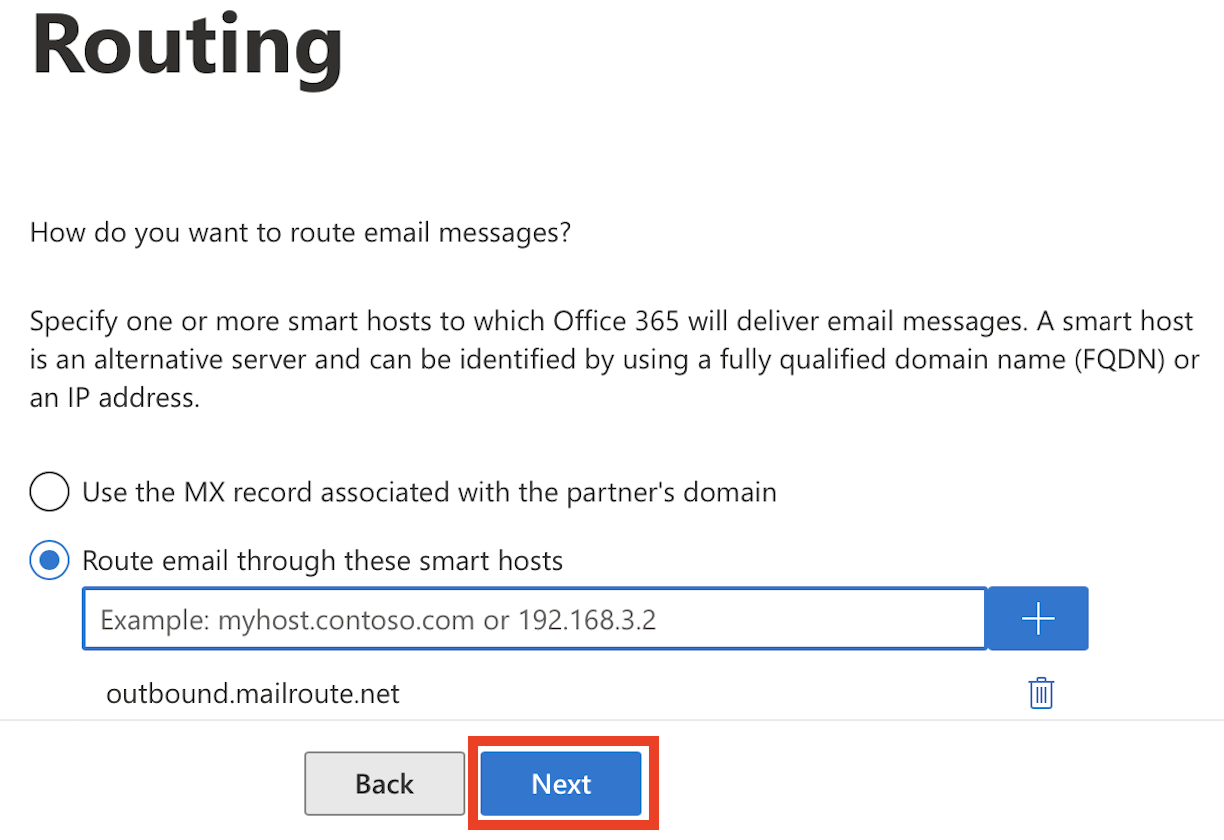 Routing
How do you want to route email messages?
Specify one or more smart hosts to which Office 365 will deliver email messages. A smart host
is an alternative server and can be identified by using a fully qualified domain name (FQDN) or
an IP address.
Use the MX record associated with the partner's domain
Route email through these smart hosts
Example: myhost.contoso.com or 192.168.3.2
outbound.mailroute.net
Back
Next